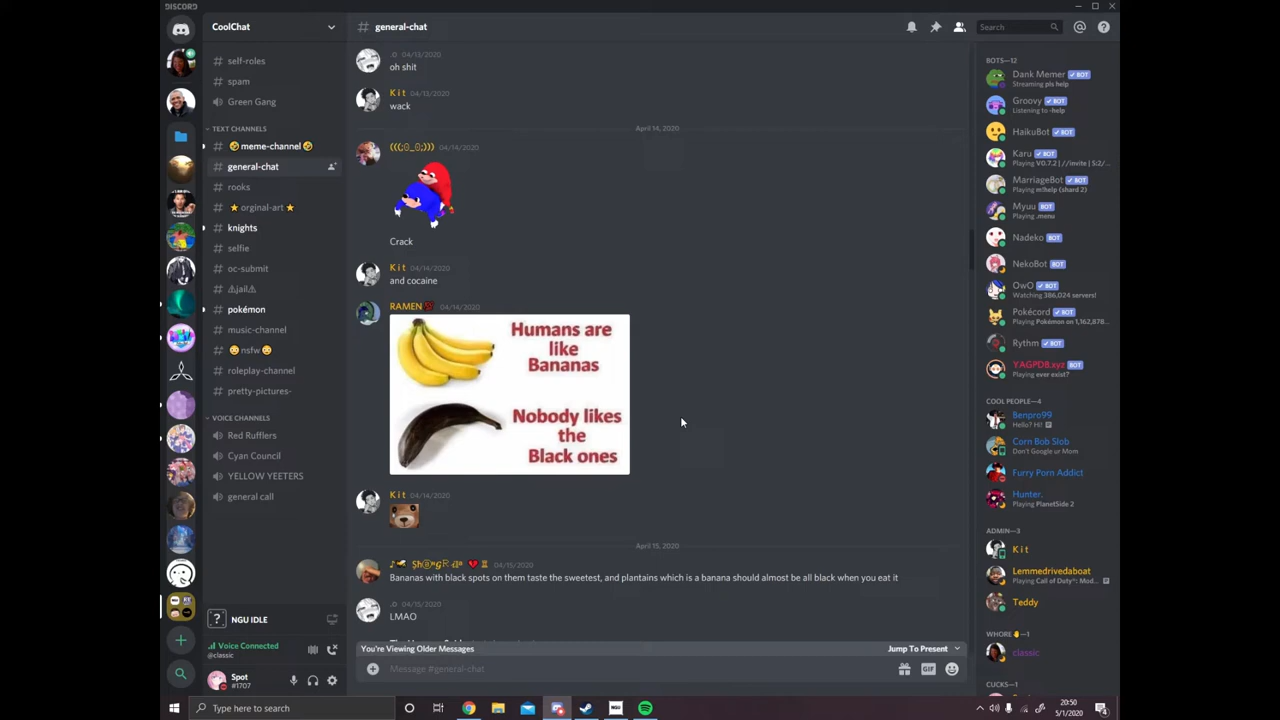 DISCORD
CoolChat
# general-chat
Search
# self-roles
# spam
Green Gang
TEXT CHANNELS
# 🤣 meme-channel 🤣
# general-chat
# rooks
# ⭐ orginal-art ⭐
# knights
# selfie
# oc-submit
# ⚠jail⚠
# pokémon
# music-channel
# 😳 nsfw 😳
# roleplay-channel
# pretty-pictures-
VOICE CHANNELS
Red Rufflers
Cyan Council
YELLOW YEETERS
general call
NGU IDLE
Voice Connected
@classic
Spot
#1707
.o 04/13/2020
oh shit
Kit 04/13/2020
wack
April 14, 2020
04/14/2020
Crack
Kit 04/14/2020
and cocaine
RAMEN 04/14/2020
Humans are
like
Bananas
Nobody likes
the
Black ones
Kit 04/14/2020
April 15, 2020
04/15/2020
Bananas with black spots on them taste the sweetest, and plantains which is a banana should almost be all black when you eat it
04/15/2020
LMAO
You're Viewing Older Messages
Jump To Present
Message #general-chat
GIF
BOTS—12
Dank Memer BOT
Streaming pls help
Groovy BOT
Listening to -help
HaikuBot BOT
Karu BOT
Playing V0.7.2 | //invite | 5:2/...
MarriageBot BOT
Playing m!help (shard 2)
Myuu BOT
Playing .menu
Nadeko BOT
NekoBot BOT
OwO BOT
Watching 386,024 servers!
Pokécord BOT
Playing Pokémon on 1,162,878...
Rythm BOT
YAGPDB.xyz BOT
Playing ever exist?
COOL PEOPLE—4
Benpro99
Hello? Hi!
Corn Bob Slob
Don't Google ur Mom
Furry Porn Addict
Hunter.
Playing PlanetSide 2
ADMIN—3
Kit
Lemmedrivedaboat
Playing Call of Duty®: Mod...
Teddy
WHORE✋—1
classic
CUCKS—1
Type here to search
NGU
20:50
5/1/2020